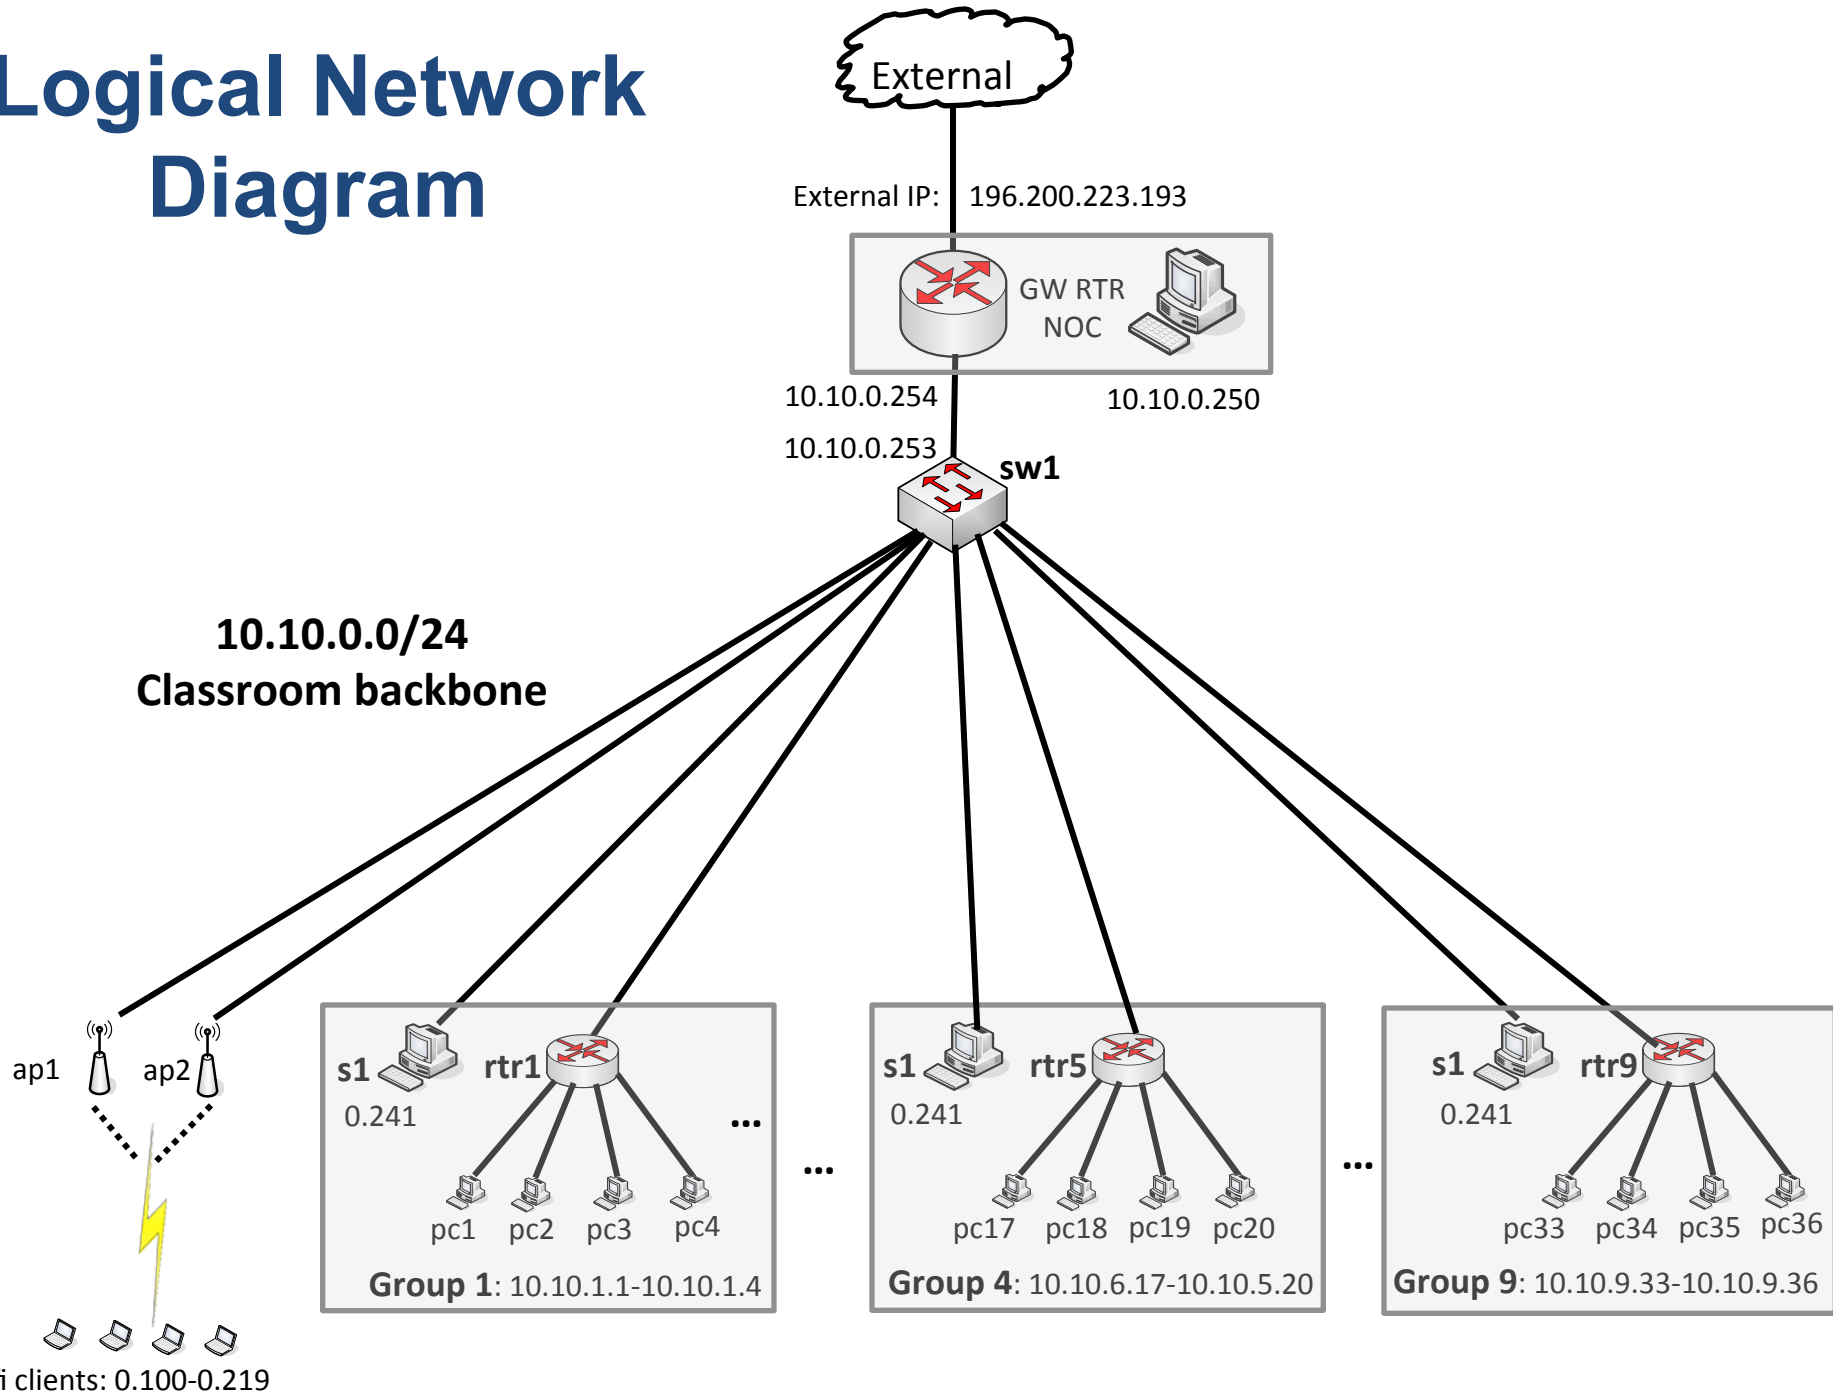 Logical Network
Diagram
External
External IP: 196.200.223.193
GW RTR
NOC
10.10.0.254
10.10.0.250
10.10.0.253
sw1
10.10.0.0/24
Classroom backbone
ap1
ap2
s1
rtr1
0.241
...
pc1 pc2 pc3 pc4
Group 1: 10.10.1.1-10.10.1.4
...
s1
rtr5
0.241
pc17 pc18 pc19 pc20
Group 4: 10.10.6.17-10.10.5.20
...
s1
rtr9
0.241
pc33 pc34 pc35 pc36
Group 9: 10.10.9.33-10.10.9.36
fi clients: 0.100-0.219